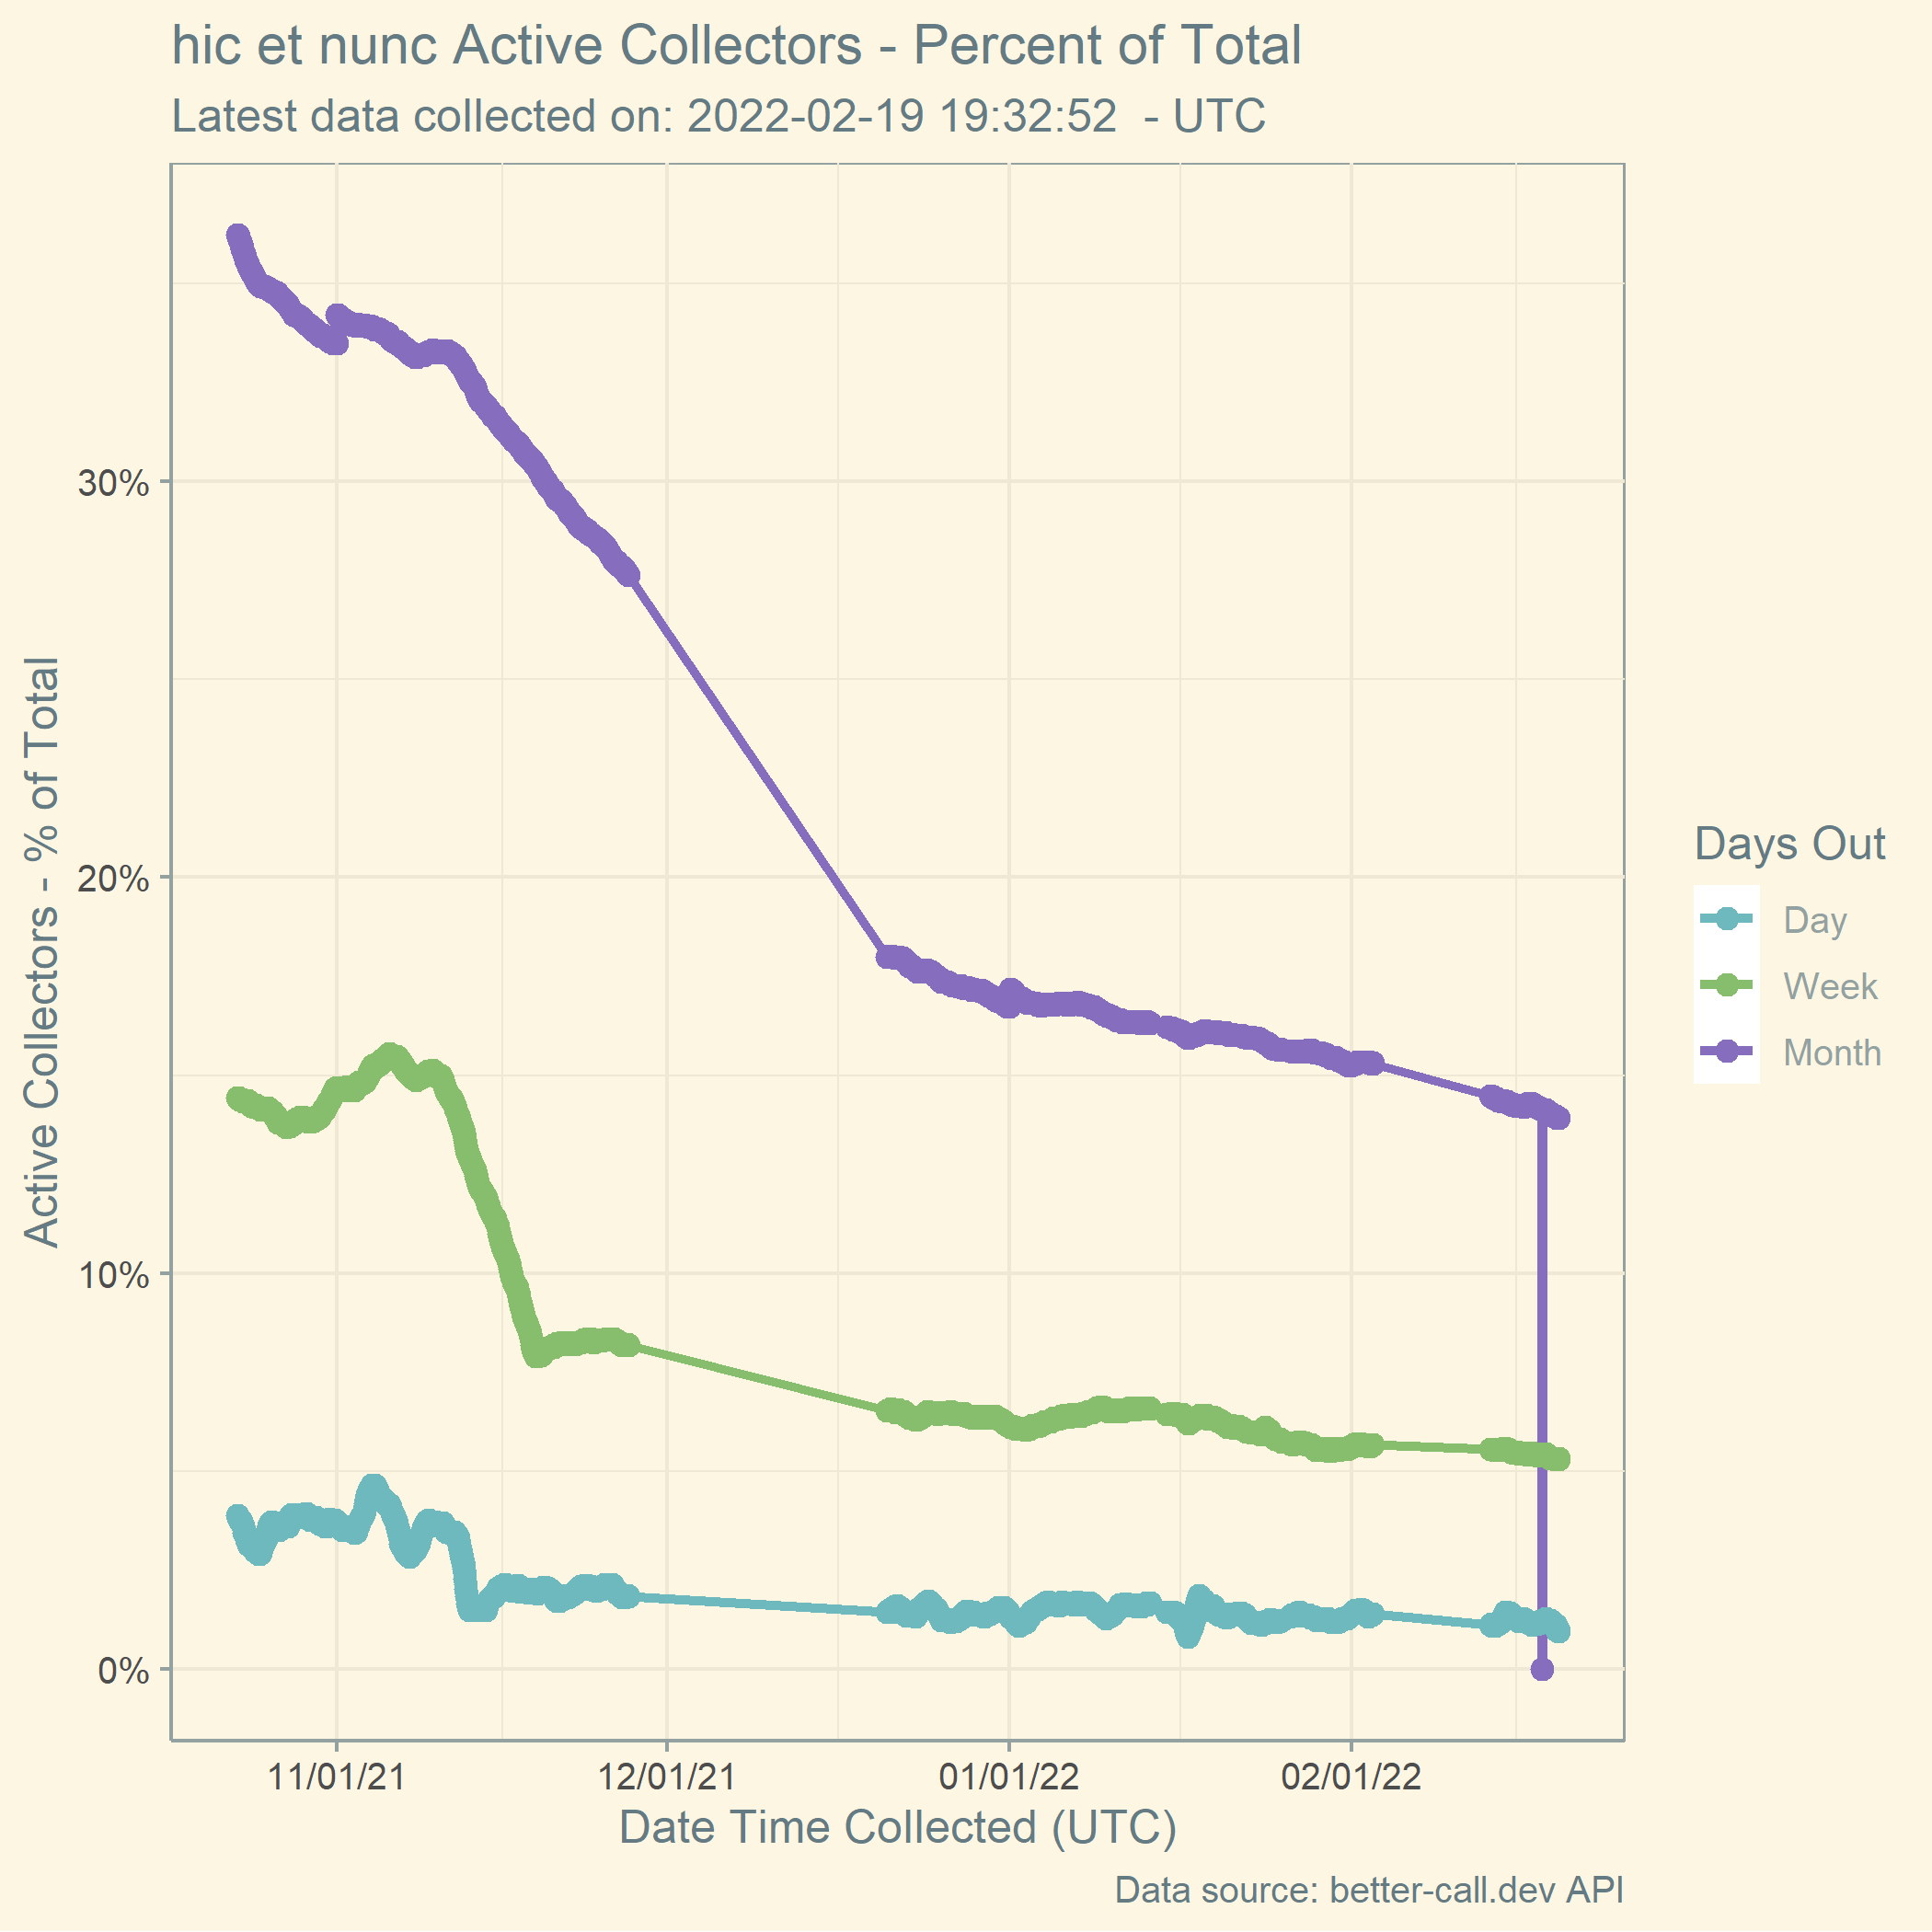 hic et nunc Active Collectors - Percent of Total
Latest data collected on: 2022-02-19 19:32:52  - UTC
Active Collectors - % of Total
30%
20%
10%
0%
11/01/21
12/01/21
01/01/22
02/01/22
Date Time Collected (UTC)
Days Out
Day
Week
Month
Data source: better-call.dev API